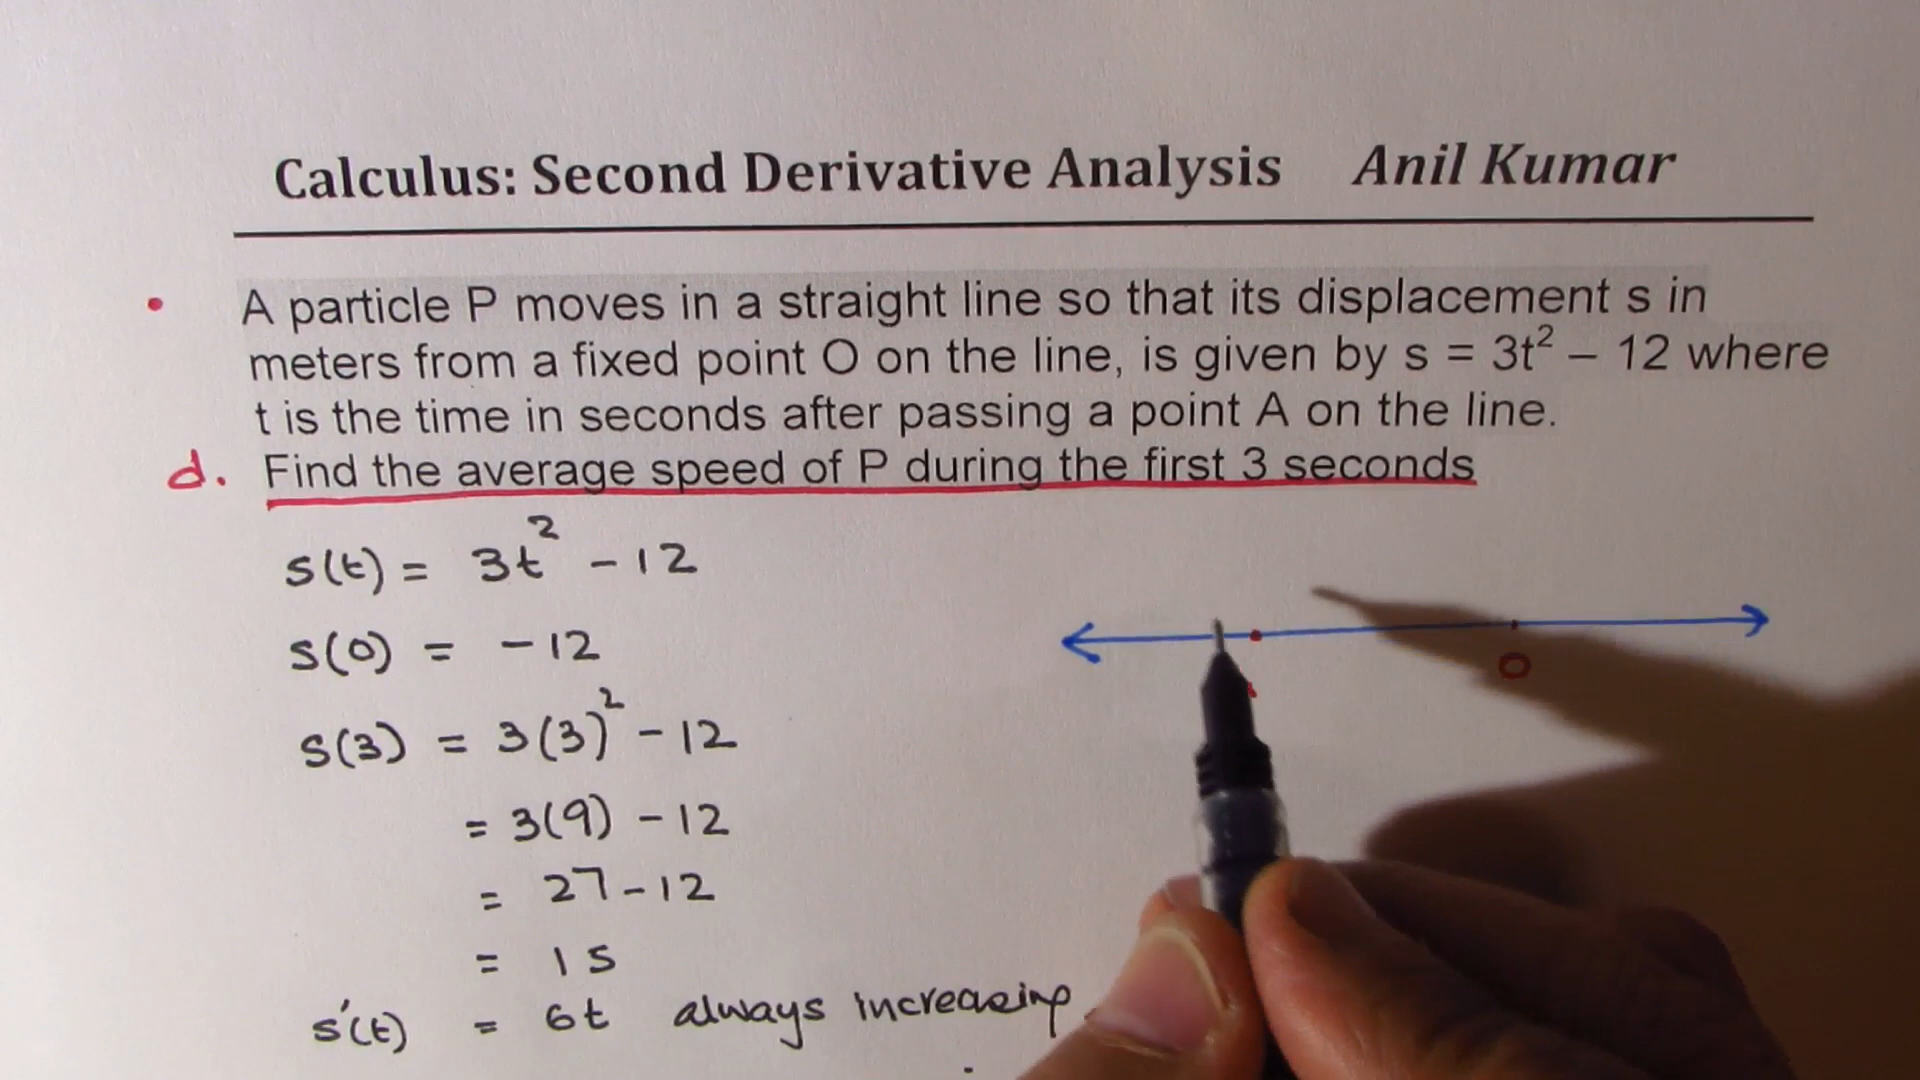 Calculus: Second Derivative Analysis Anil Kumar
• A particle P moves in a straight line so that its displacement s in
meters from a fixed point O on the line, is given by s = 3t² – 12 where
t is the time in seconds after passing a point A on the line.
d. Find the average speed of P during the first 3 seconds
s(t) = 3t² - 12
s(0) = -12
O
s(3) = 3(3)² - 12
= 3(9) - 12
= 27 - 12
= 15
s'(t) = 6t always increasing